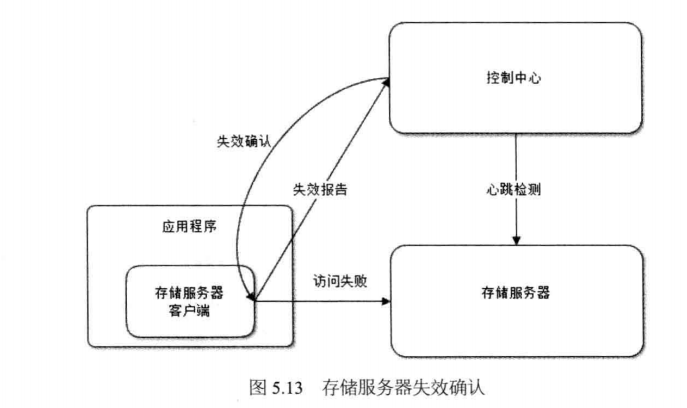 控制中心
失效确认
失效报告
心跳检测
应用程序
存储服务器
客户端
访问失败
存储服务器
图 5.13 存储服务器失效确认